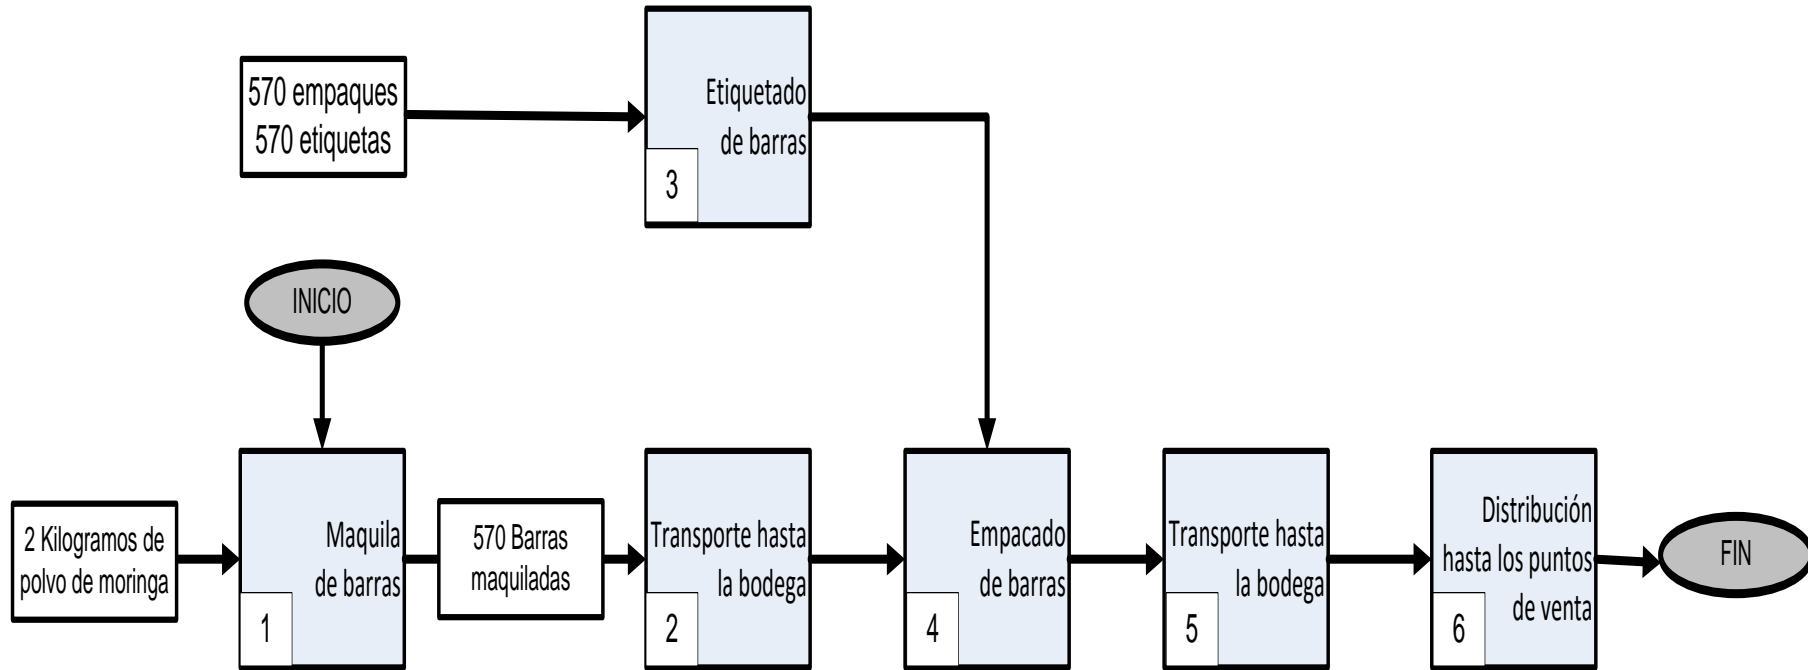 570 empaques
570 etiquetas
Etiquetado
de barras
3
INICIO
2 Kilogramos de
polvo de moringa
Maquila
de barras
1
570 Barras
maquiladas
Transporte hasta
la bodega
2
Empacado
de barras
4
Transporte hasta
la bodega
5
Distribución
hasta los puntos
de venta
6
FIN